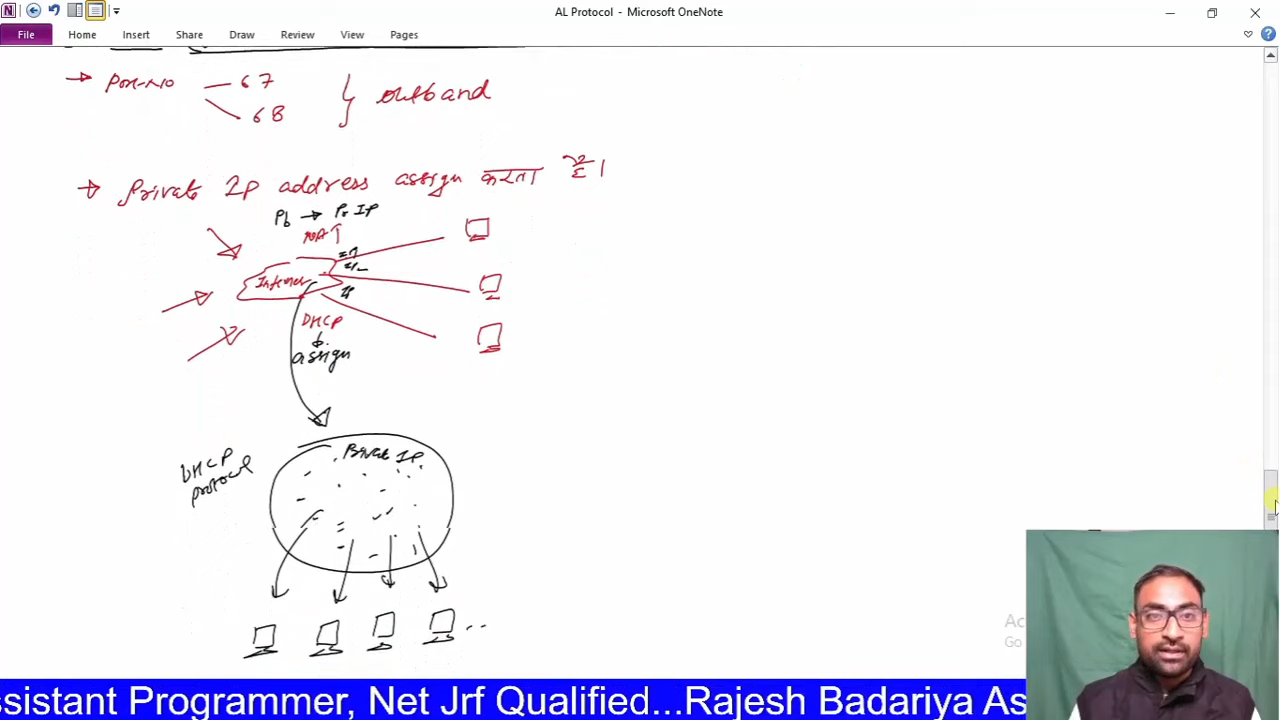 AL Protocol - Microsoft OneNote
File Home Insert Share Draw Review View Pages
→ Port-No 67
68
outband
→ Private IP address assign करता है।
Pb → Pr IP
NAT
Internet
DHCP
assign
Private IP
DHCP
protocol
Ac
Go
ssistant Programmer, Net Jrf Qualified...Rajesh Badariya As